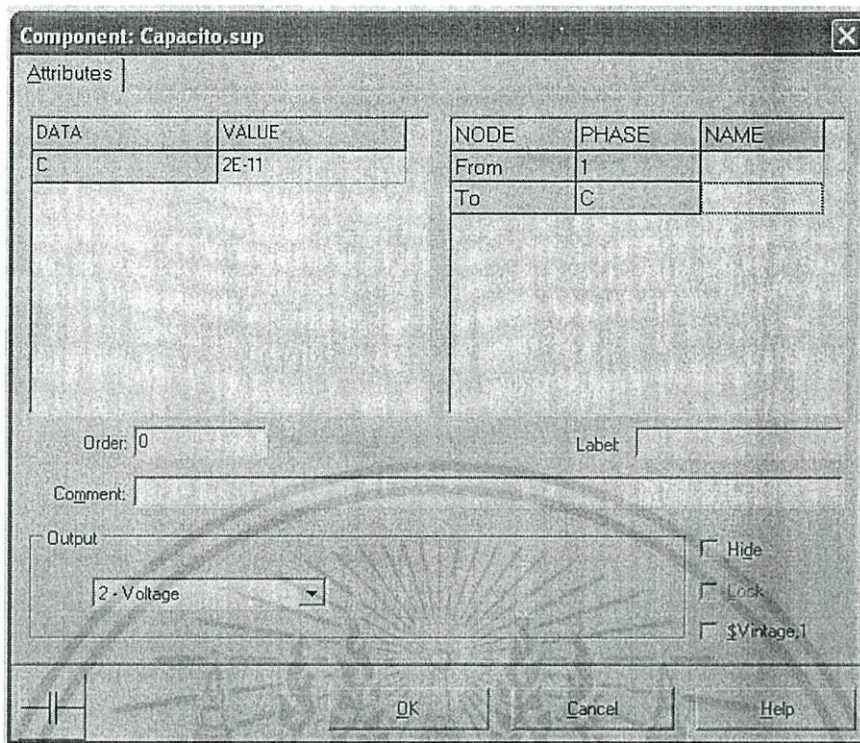 Component: Capacito.sup
Attributes
DATA VALUE
C 2E-11
NODE PHASE NAME
From 1
To C
Order: 0
Label:
Comment:
Output
2 - Voltage
Hide
Lock
$Vintage,1
OK
Cancel
Help